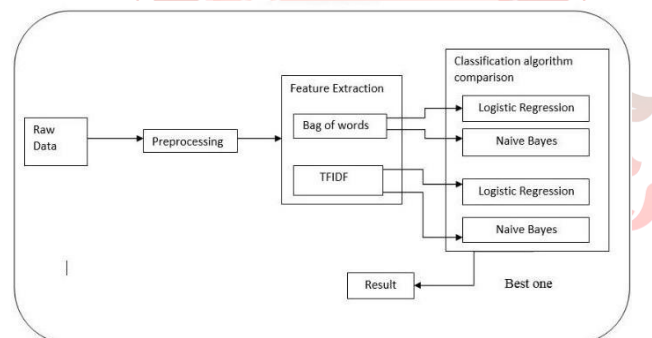 Raw
Data
Preprocessing
Feature Extraction
Bag of words
TFIDF
Classification algorithm
comparison
Logistic Regression
Naive Bayes
Logistic Regression
Naive Bayes
Result
Best one